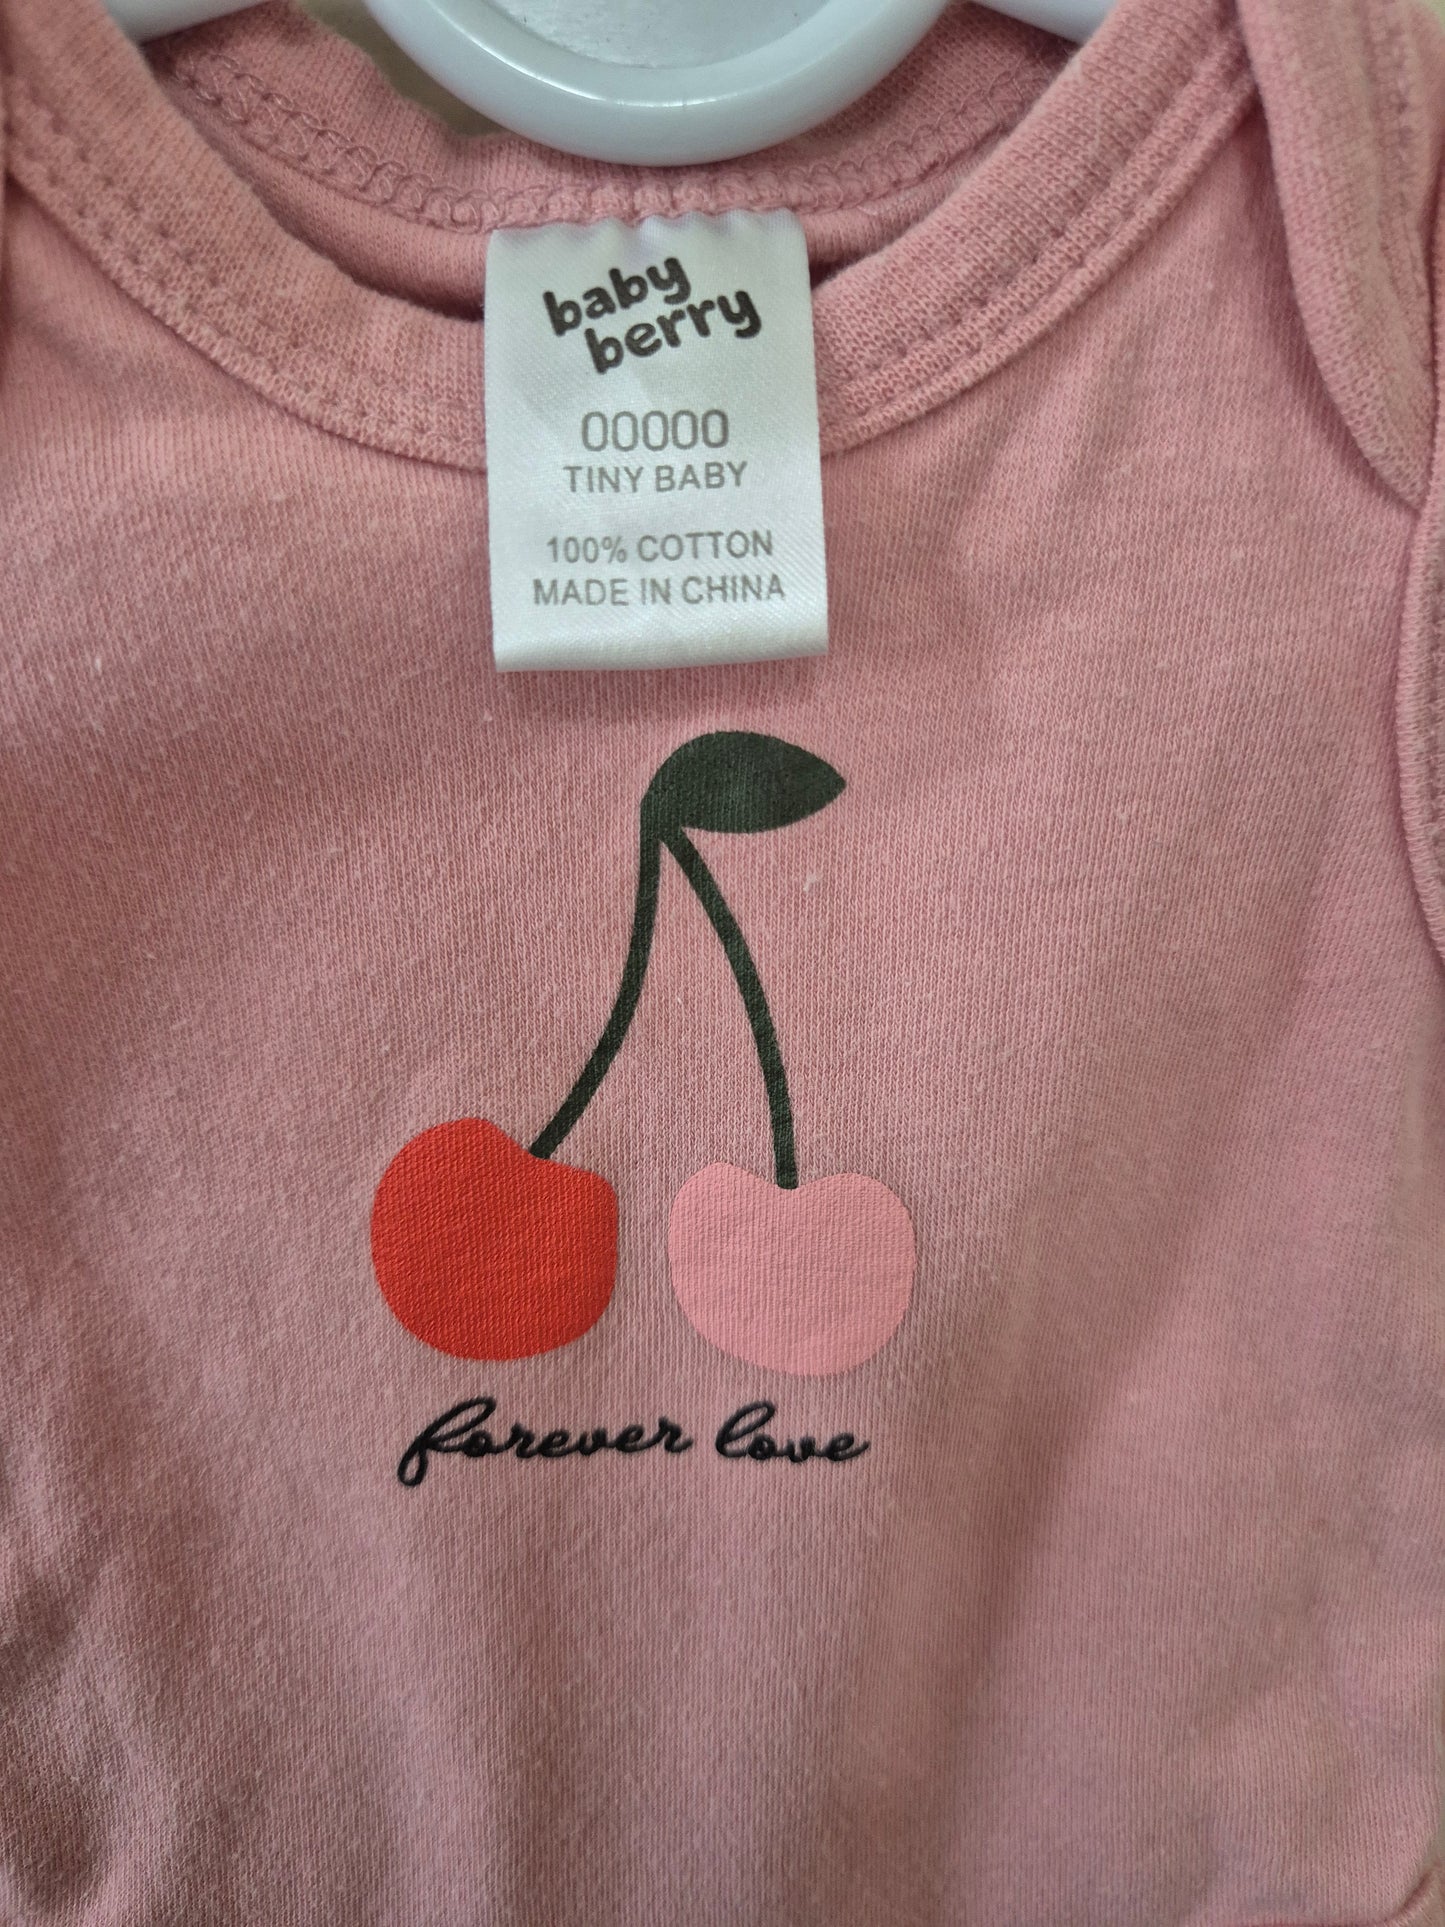 baby
berry
00000
TINY BABY
100% COTTON
MADE IN CHINA
forever love